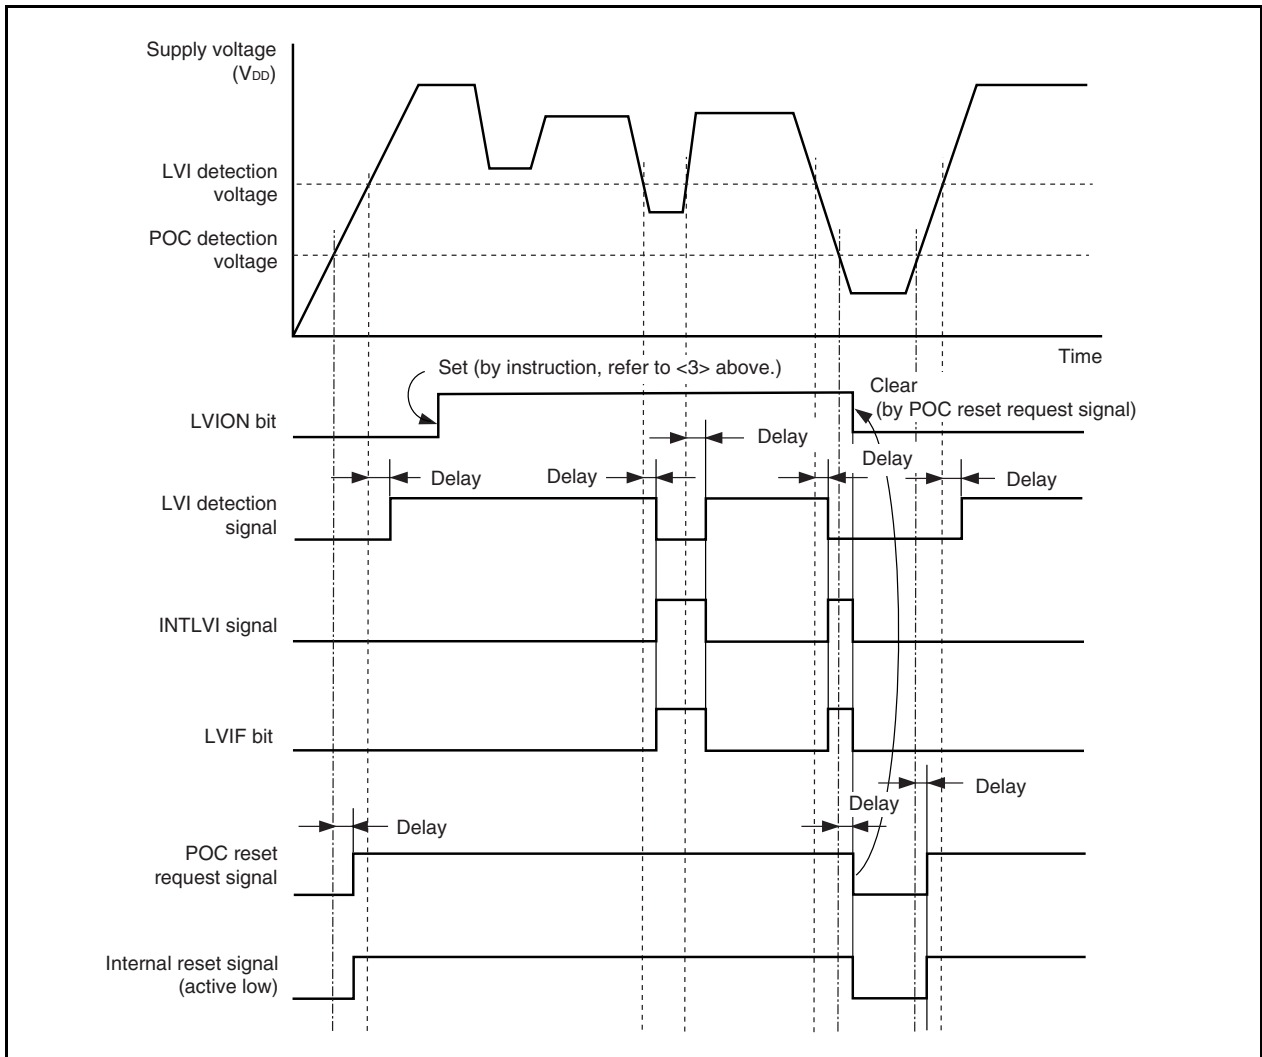 Supply voltage
(VDD)
LVI detection
voltage
POC detection
voltage
Time
Set (by instruction, refer to <3> above.)
Clear
(by POC reset request signal)
LVION bit
Delay
Delay
Delay
Delay
Delay
LVI detection
signal
INTLVI signal
LVIF bit
Delay
Delay
Delay
POC reset
request signal
Internal reset signal
(active low)